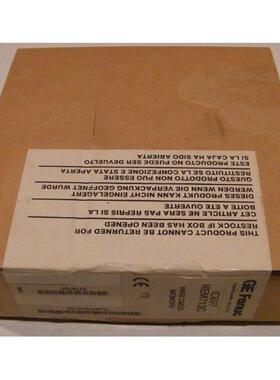 THIS PRODUCT CANNOT BE RETURNED FOR
RESTOCK IF BOX HAS BEEN OPENED
CET ARTICLE NE SERA PAS REPRIS SI LA
BOITE A ETE OUVERTE
DIESES PRODUKT KANN NICHT EINGELAGERT
WERDEN WENN DIE VERPACKUNG GEOFFNET WURDE
QUESTO PRODOTTO NON PUO ESSERE
RESTITUITO SE LA CONFEZIONE E STATA APERTA
ESTE PRODUCTO NO PUEDE SER DEVUELTO
SI LA CAJA HA SIDO ABIERTA
GE Fanuc
IC697
MEM713C
MEMORY